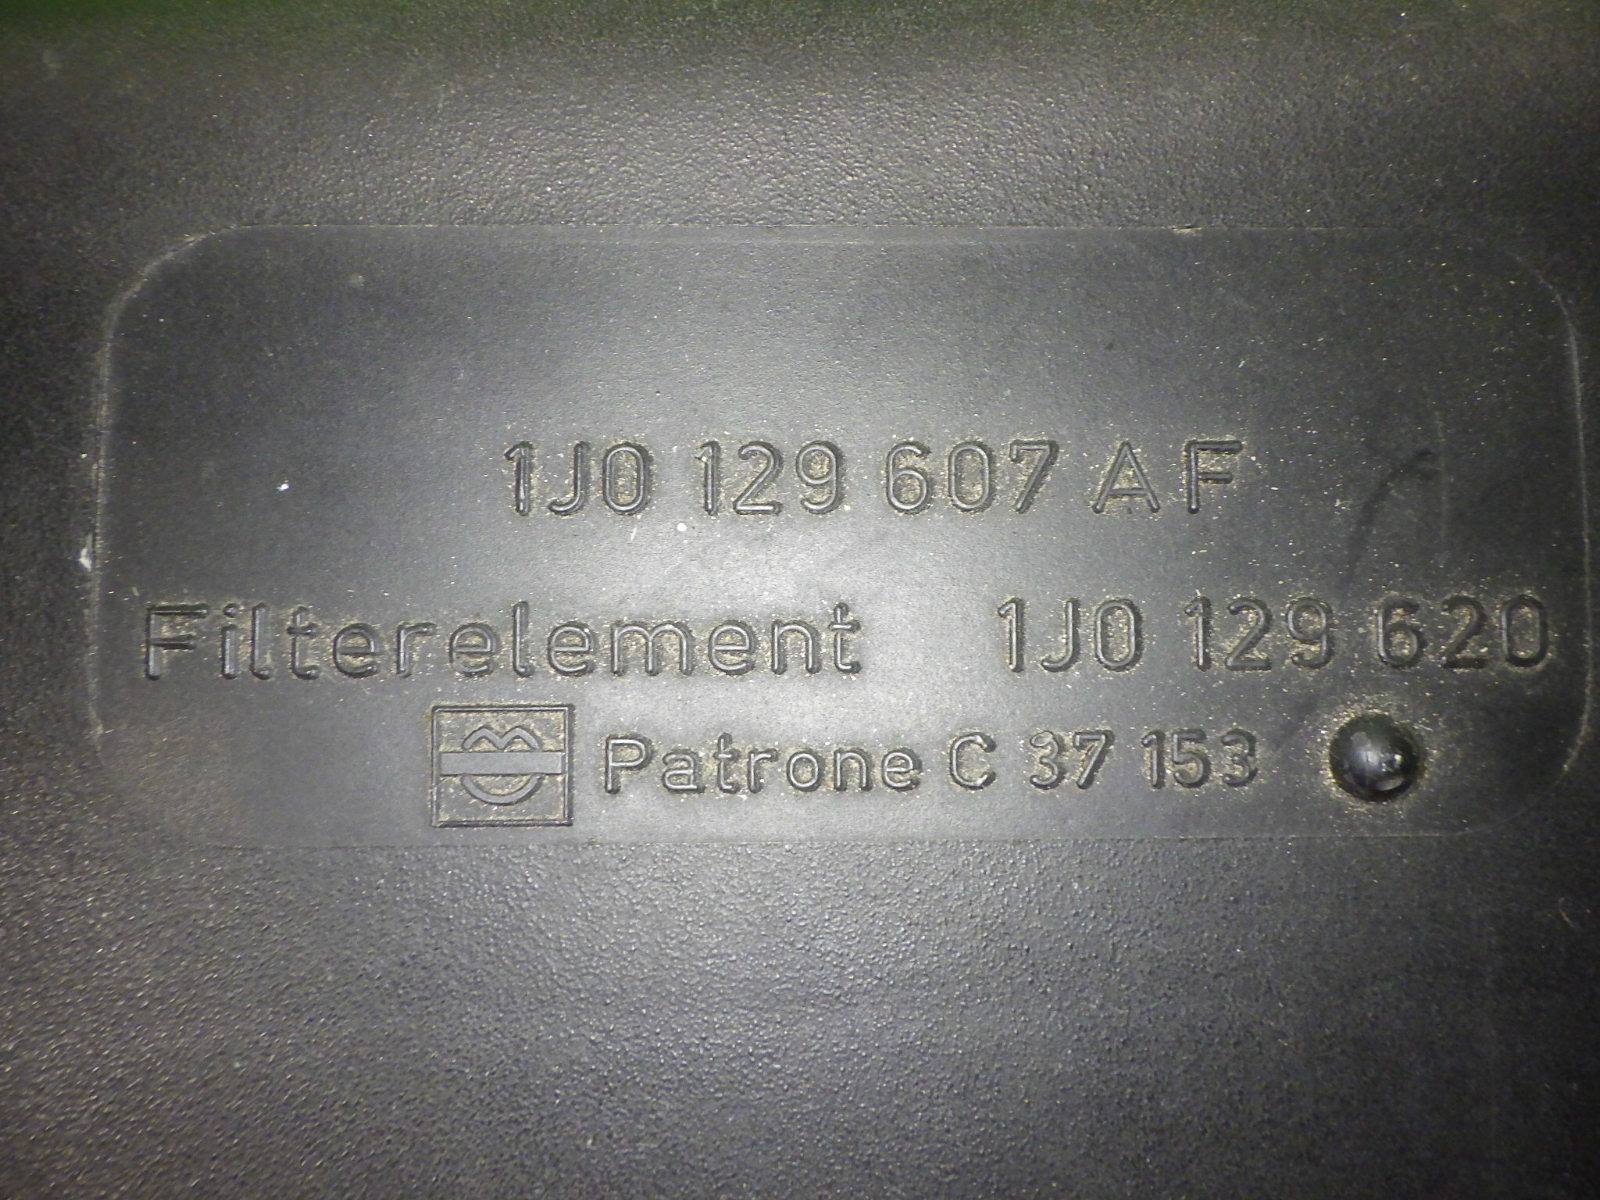 1J0 129 607 AF
Filterelement 1J0 129 620
Patrone C 37 153